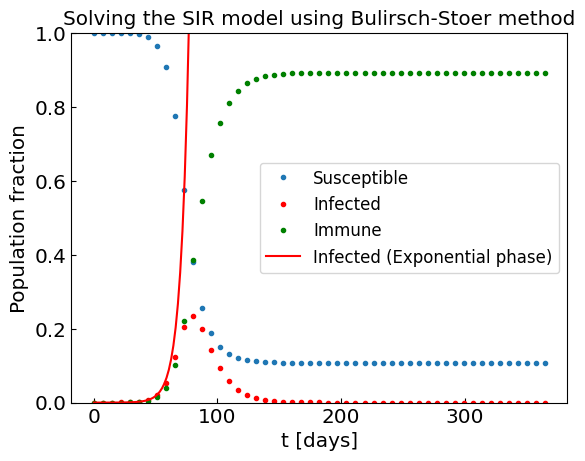 Solving the SIR model using Bulirsch-Stoer method
1.0
0.8
0.6
0.4
0.2
0.0
Population fraction
Susceptible
Infected
Immune
Infected (Exponential phase)
0 100 200 300
t [days]